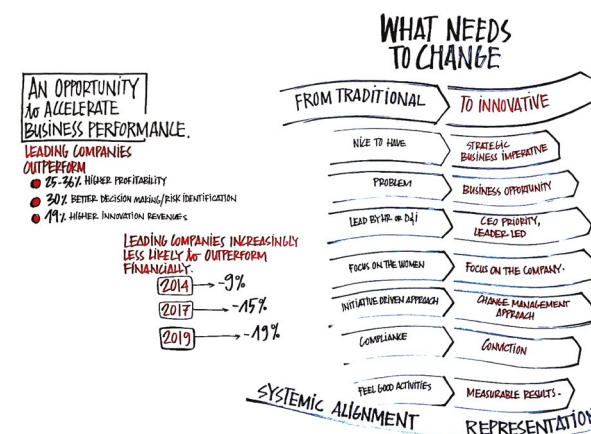 WHAT NEEDS
TO CHANGE
AN OPPORTUNITY
to ACCELERATE
BUSINESS PERFORMANCE.
LEADING COMPANIES
OUTPERFORM
25-36% HIGHER PROFITABILITY
30% BETTER DECISION MAKING/RISK IDENTIFICATION
19% HIGHER INNOVATION REVENUES
LEADING COMPANIES INCREASINGLY
LESS LIKELY to OUTPERFORM
FINANCIALLY.
2014 -9%
2017 -15%
2019 -19%
FROM TRADITIONAL TO INNOVATIVE
NICE TO HAVE
STRATEGIC
BUSINESS IMPERATIVE
PROBLEM
BUSINESS OPPORTUNITY
LEAD BY HR OR D&I
CEO PRIORITY,
LEADER LED
FOCUS ON THE WOMEN
FOCUS ON THE COMPANY.
INITIATIVE DRIVEN APPROACH
CHANGE MANAGEMENT
APPROACH
COMPLIANCE
CONVICTION
FEEL GOOD ACTIVITIES
MEASURABLE RESULTS.
SYSTEMIC ALIGNMENT
REPRESENTATION